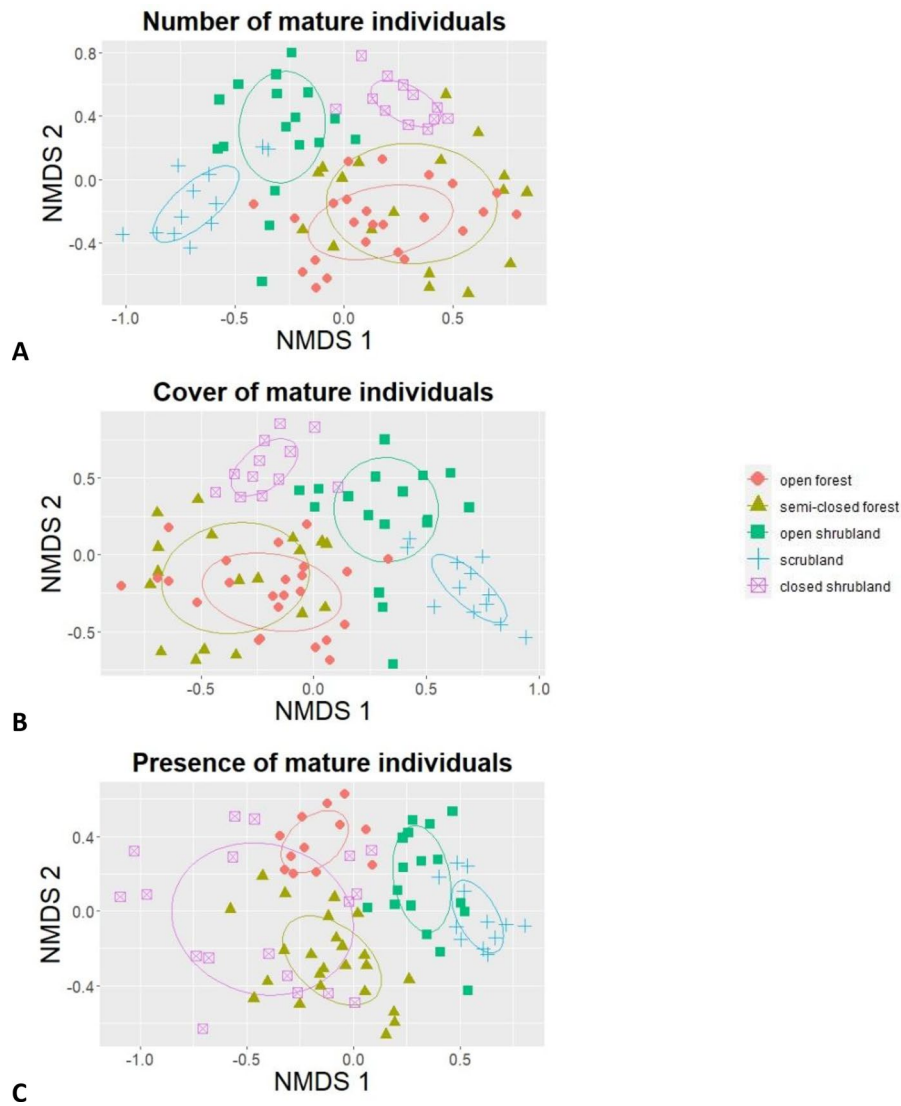 Number of mature individuals
NMDS 2
0.8
0.4
0.0
-0.4
-1.0 -0.5 0.0 0.5
NMDS 1
A
Cover of mature individuals
NMDS 2
0.5
0.0
-0.5
-0.5 0.0 0.5 1.0
NMDS 1
B
open forest
semi-closed forest
open shrubland
scrubland
closed shrubland
Presence of mature individuals
NMDS 2
0.4
0.0
-0.4
-1.0 -0.5 0.0 0.5
NMDS 1
C